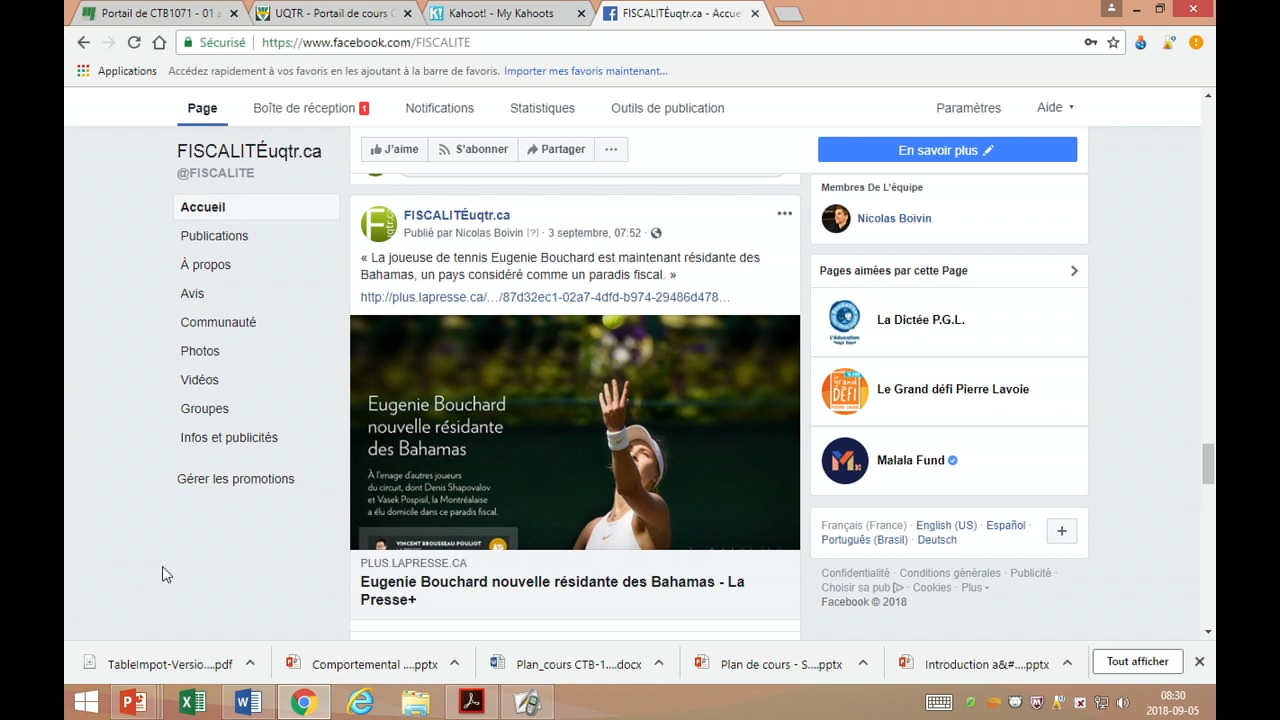 Portail de CTB1071 - 01 a
UQTR - Portail de cours C
Kahoot! - My Kahoots
FISCALITÉuqtr.ca - Accue
Sécurisé https://www.facebook.com/FISCALITE
Applications Accédez rapidement à vos favoris en les ajoutant à la barre de favoris. Importer mes favoris maintenant...
Page Boîte de réception 1 Notifications Statistiques Outils de publication Paramètres Aide
FISCALITÉuqtr.ca
@FISCALITE
Accueil
Publications
À propos
Avis
Communauté
Photos
Vidéos
Groupes
Infos et publicités
Gérer les promotions
J'aime S'abonner Partager ...
En savoir plus
FISCALITÉuqtr.ca
Publié par Nicolas Boivin [?] · 3 septembre, 07:52 ·
« La joueuse de tennis Eugenie Bouchard est maintenant résidante des
Bahamas, un pays considéré comme un paradis fiscal. »
http://plus.lapresse.ca/…/87d32ec1-02a7-4dfd-b974-29486d478…
Eugenie Bouchard
nouvelle résidante
des Bahamas
À l'image d'autres joueurs
du circuit, dont Denis Shapovalov
et Vasek Pospisil, la Montréalaise
a élu domicile dans ce paradis fiscal.
VINCENT BROUSSEAU-POULIOT
PLUS.LAPRESSE.CA
Eugenie Bouchard nouvelle résidante des Bahamas - La
Presse+
Membres De L'équipe
Nicolas Boivin
Pages aimées par cette Page
La Dictée P.G.L.
Le Grand défi Pierre Lavoie
Malala Fund
Français (France) · English (US) · Español ·
Português (Brasil) · Deutsch
Confidentialité · Conditions générales · Publicité ·
Choisir sa pub · Cookies · Plus
Facebook © 2018
TableImpot-Versio....pdf
Comportemental ....pptx
Plan_cours CTB-1....docx
Plan de cours - S....pptx
Introduction a&#....pptx
Tout afficher
08:30
2018-09-05